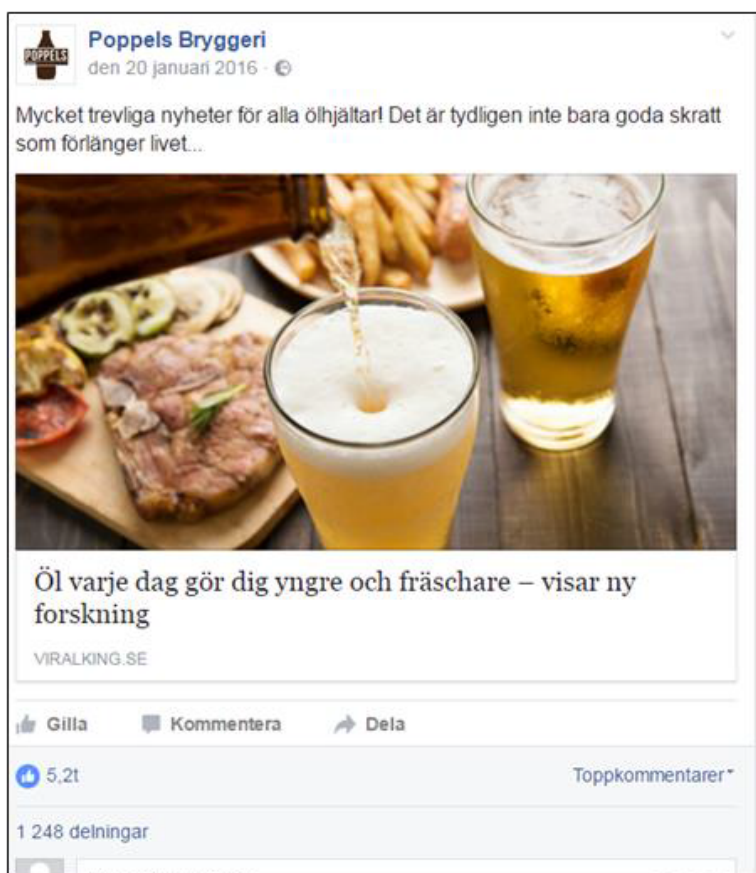 POPPELS
Poppels Bryggeri
den 20 januari 2016 ·
Mycket trevliga nyheter för alla ölhjältar! Det är tydligen inte bara goda skratt
som förlänger livet...
Öl varje dag gör dig yngre och fräschare – visar ny
forskning
VIRALKING.SE
Gilla Kommentera Dela
5,2t Toppkommentarer
1 248 delningar